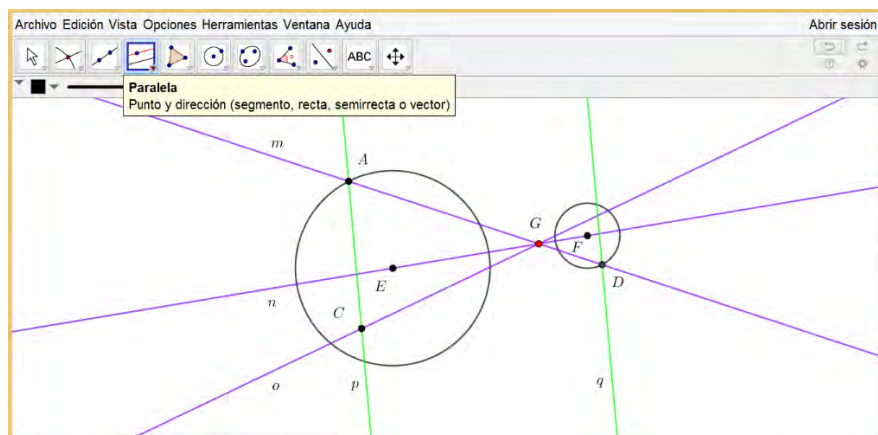 Archivo Edición Vista Opciones Herramientas Ventana Ayuda Abrir sesión
ABC
Paralela
Punto y dirección (segmento, recta, semirrecta o vector)
m
A
G
F
E
D
n
C
o
p
q